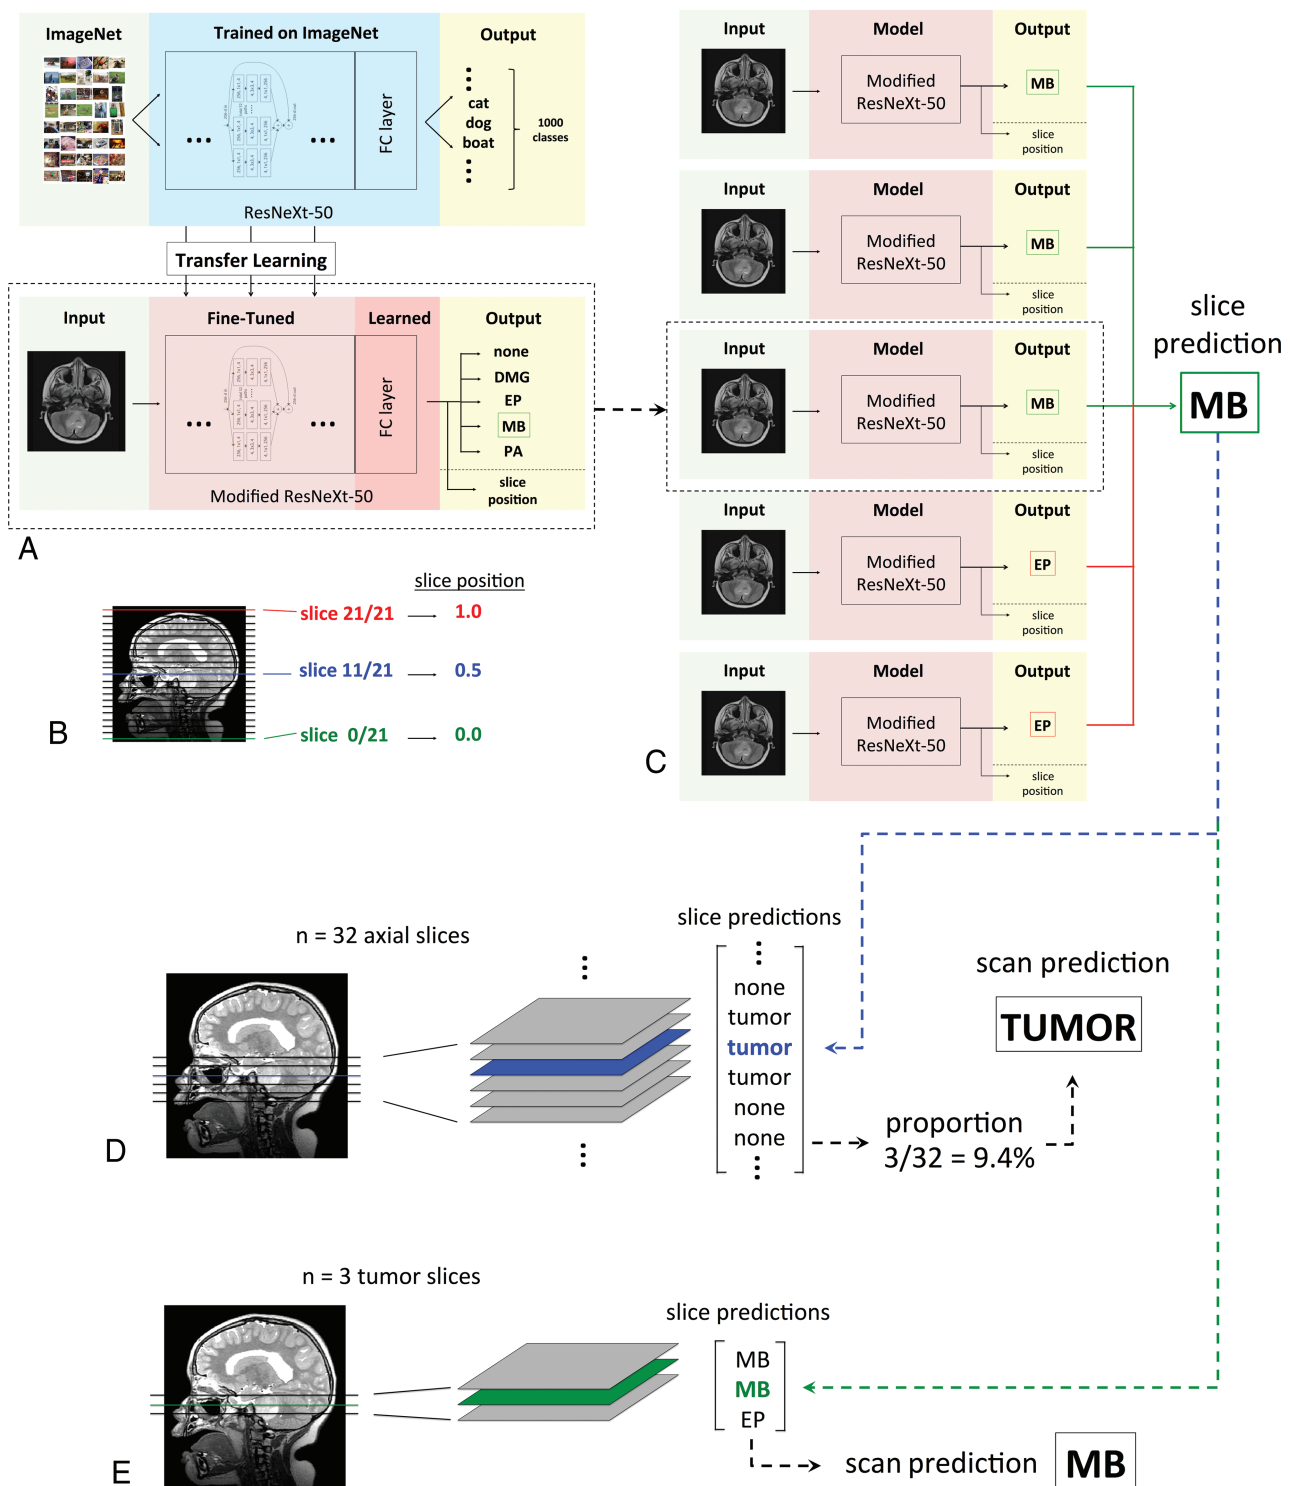 ImageNet
Trained on ImageNet
Output
cat
dog
boat
1000
classes
FC layer
ResNeXt-50
Transfer Learning
Input
Fine-Tuned
Learned
Output
none
DMG
EP
MB
PA
slice
position
FC layer
Modified ResNeXt-50
A
slice position
slice 21/21
1.0
slice 11/21
0.5
slice 0/21
0.0
B
Input
Model
Output
Modified
ResNeXt-50
MB
slice
position
Input
Model
Output
Modified
ResNeXt-50
MB
slice
position
Input
Model
Output
Modified
ResNeXt-50
MB
slice
position
Input
Model
Output
Modified
ResNeXt-50
EP
slice
position
Input
Model
Output
Modified
ResNeXt-50
EP
slice
position
C
slice
prediction
MB
n = 32 axial slices
slice predictions
none
tumor
tumor
tumor
none
none
scan prediction
TUMOR
proportion
3/32 = 9.4%
D
n = 3 tumor slices
slice predictions
MB
MB
EP
scan prediction
MB
E